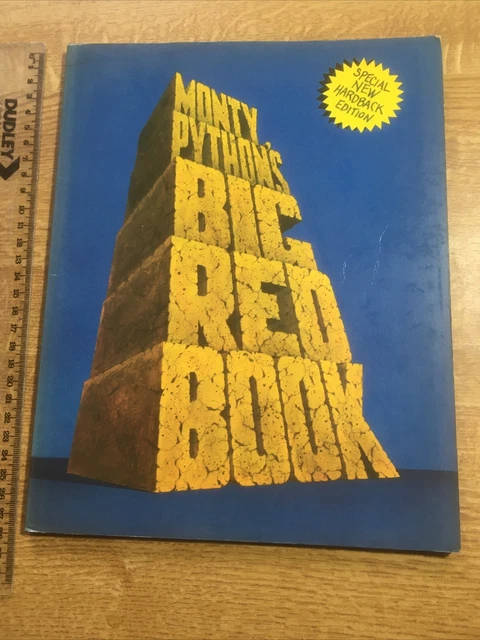 MONTY
PYTHON'S
BIG
RED
BOOK
SPECIAL
NEW
HARDBACK
EDITION
DUDLEY